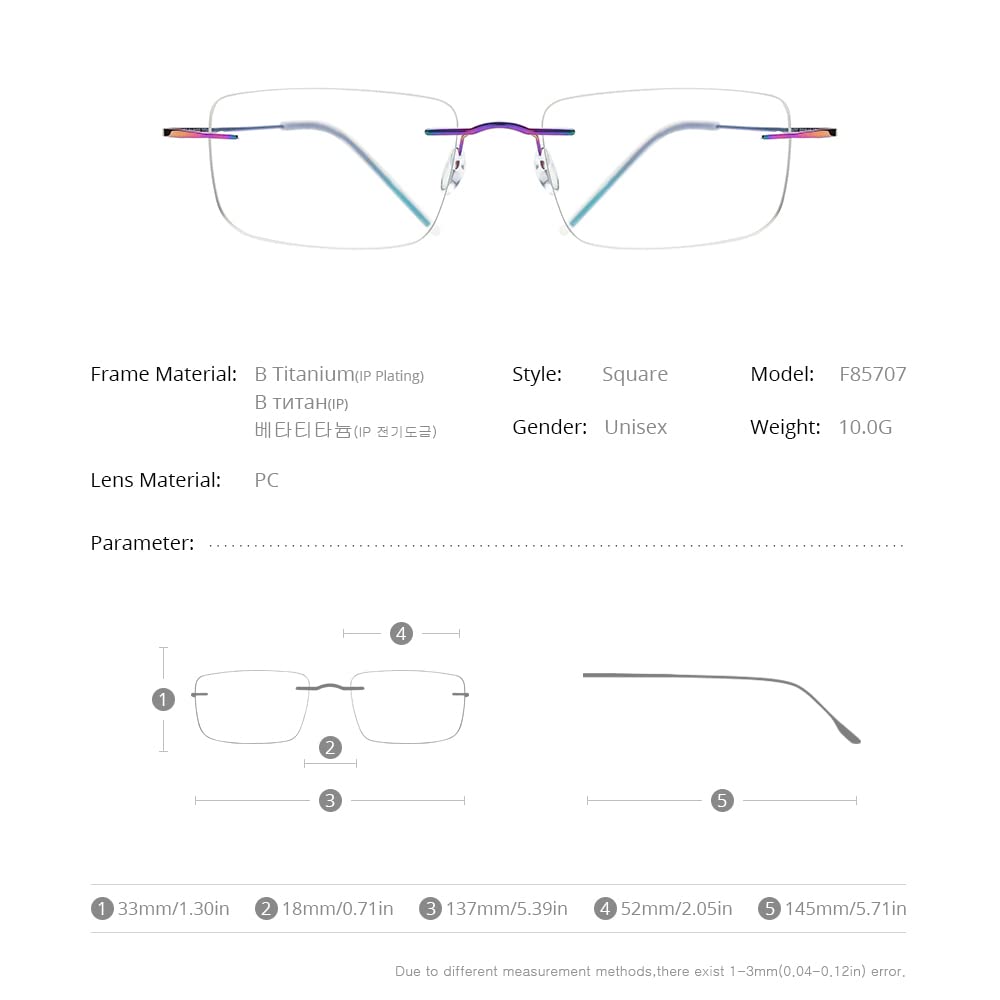 Frame Material: B Titanium(IP Plating) Style: Square Model: F85707
В титан(IP)
베타티타늄(IP 전기도금) Gender: Unisex Weight: 10.0G
Lens Material: PC
Parameter:
4
1
2
3 5
1 33mm/1.30in 2 18mm/0.71in 3 137mm/5.39in 4 52mm/2.05in 5 145mm/5.71in
Due to different measurement methods,there exist 1-3mm(0.04-0.12in) error.